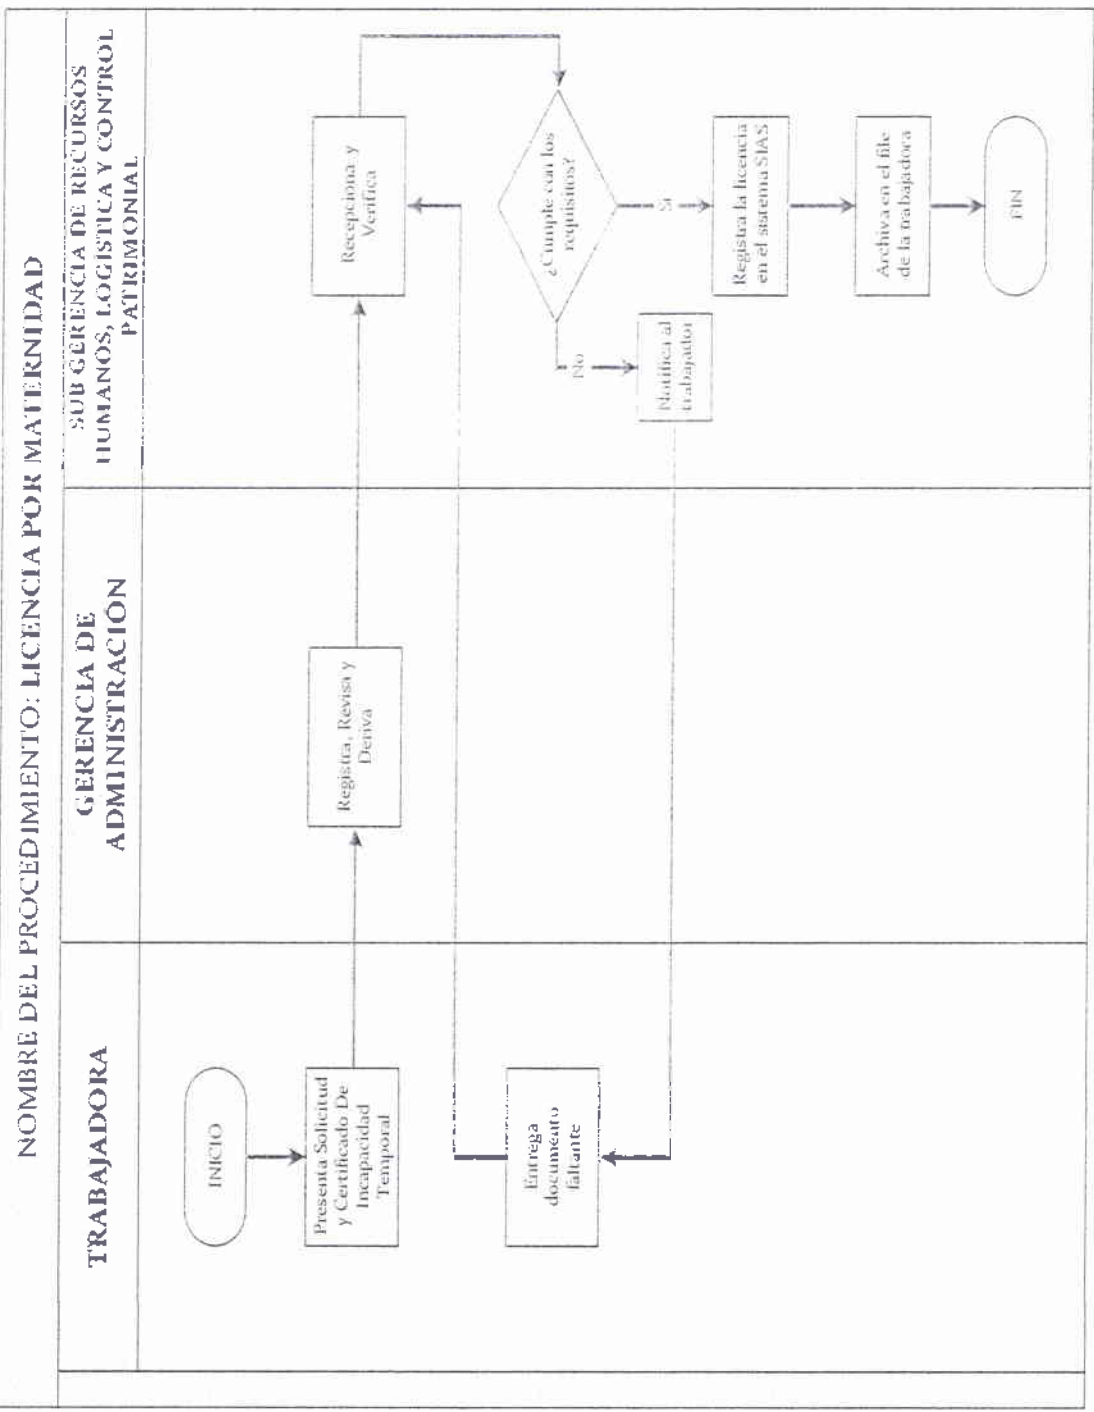 NOMBRE DEL PROCEDIMIENTO: LICENCIA POR MATERNIDAD
TRABAJADORA
GERENCIA DE
ADMINISTRACIÓN
SUB GERENCIA DE RECURSOS
HUMANOS, LOGÍSTICA Y CONTROL
PATRIMONIAL
INICIO
Presenta Solicitud
y Certificado De
Incapacidad
Temporal
Registra, Revisa y
Deriva
Recepciona y
Verifica
¿Cumple con los
requisitos?
No
Si
Notifica al
trabajador
Entrega
documento
faltante
Registra la licencia
en el sistema SIAS
Archiva en el file
de la trabajadora
FIN